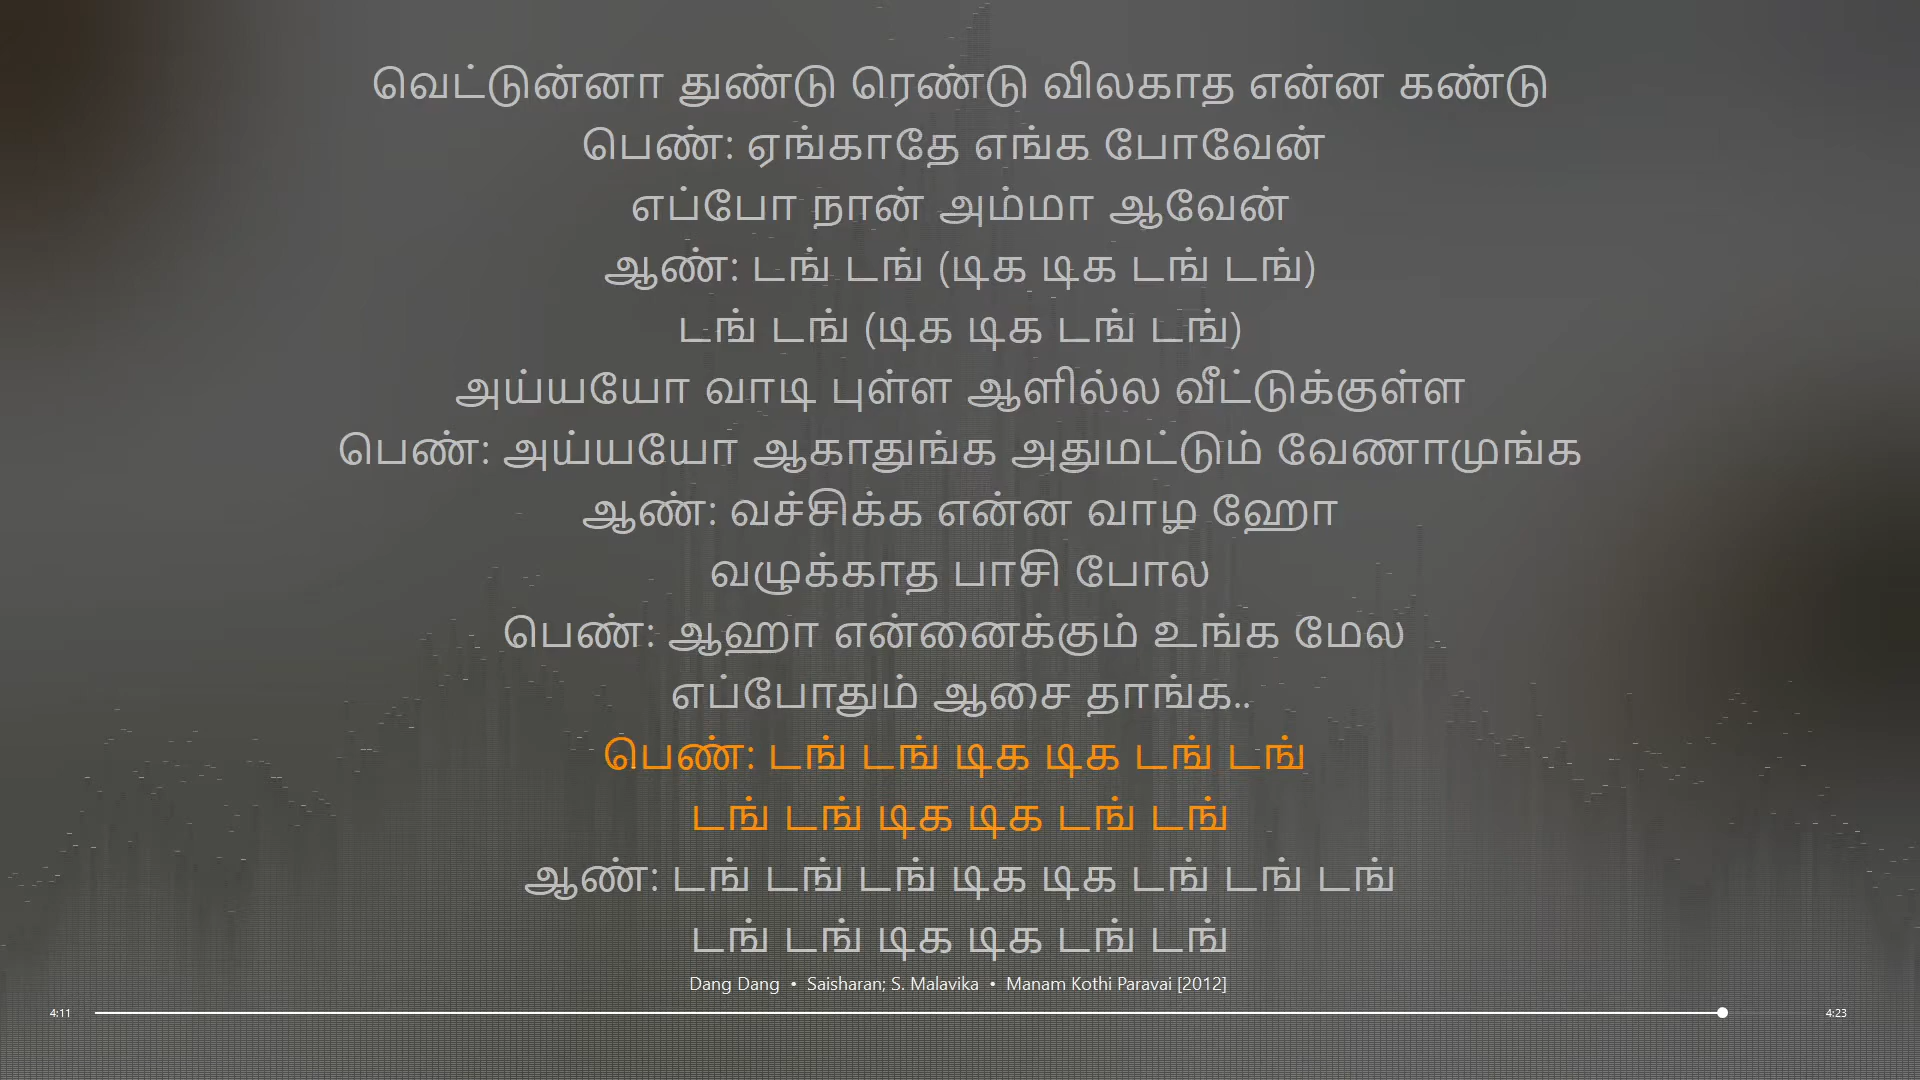 வெட்டுன்னா துண்டு ரெண்டு விலகாத என்ன கண்டு
பெண்: ஏங்காதே எங்க போவேன்
எப்போ நான் அம்மா ஆவேன்
ஆண்: டங் டங் (டிக டிக டங் டங்)
டங் டங் (டிக டிக டங் டங்)
அய்யயோ வாடி புள்ள ஆளில்ல வீட்டுக்குள்ள
பெண்: அய்யயோ ஆகாதுங்க அதுமட்டும் வேணாமுங்க
ஆண்: வச்சிக்க என்ன வாழ ஹோ
வழுக்காத பாசி போல
பெண்: ஆஹா என்னைக்கும் உங்க மேல
எப்போதும் ஆசை தாங்க..
பெண்: டங் டங் டிக டிக டங் டங்
டங் டங் டிக டிக டங் டங்
ஆண்: டங் டங் டங் டிக டிக டங் டங் டங்
டங் டங் டிக டிக டங் டங்
Dang Dang • Saisharan; S. Malavika • Manam Kothi Paravai [2012]
4:11 4:23